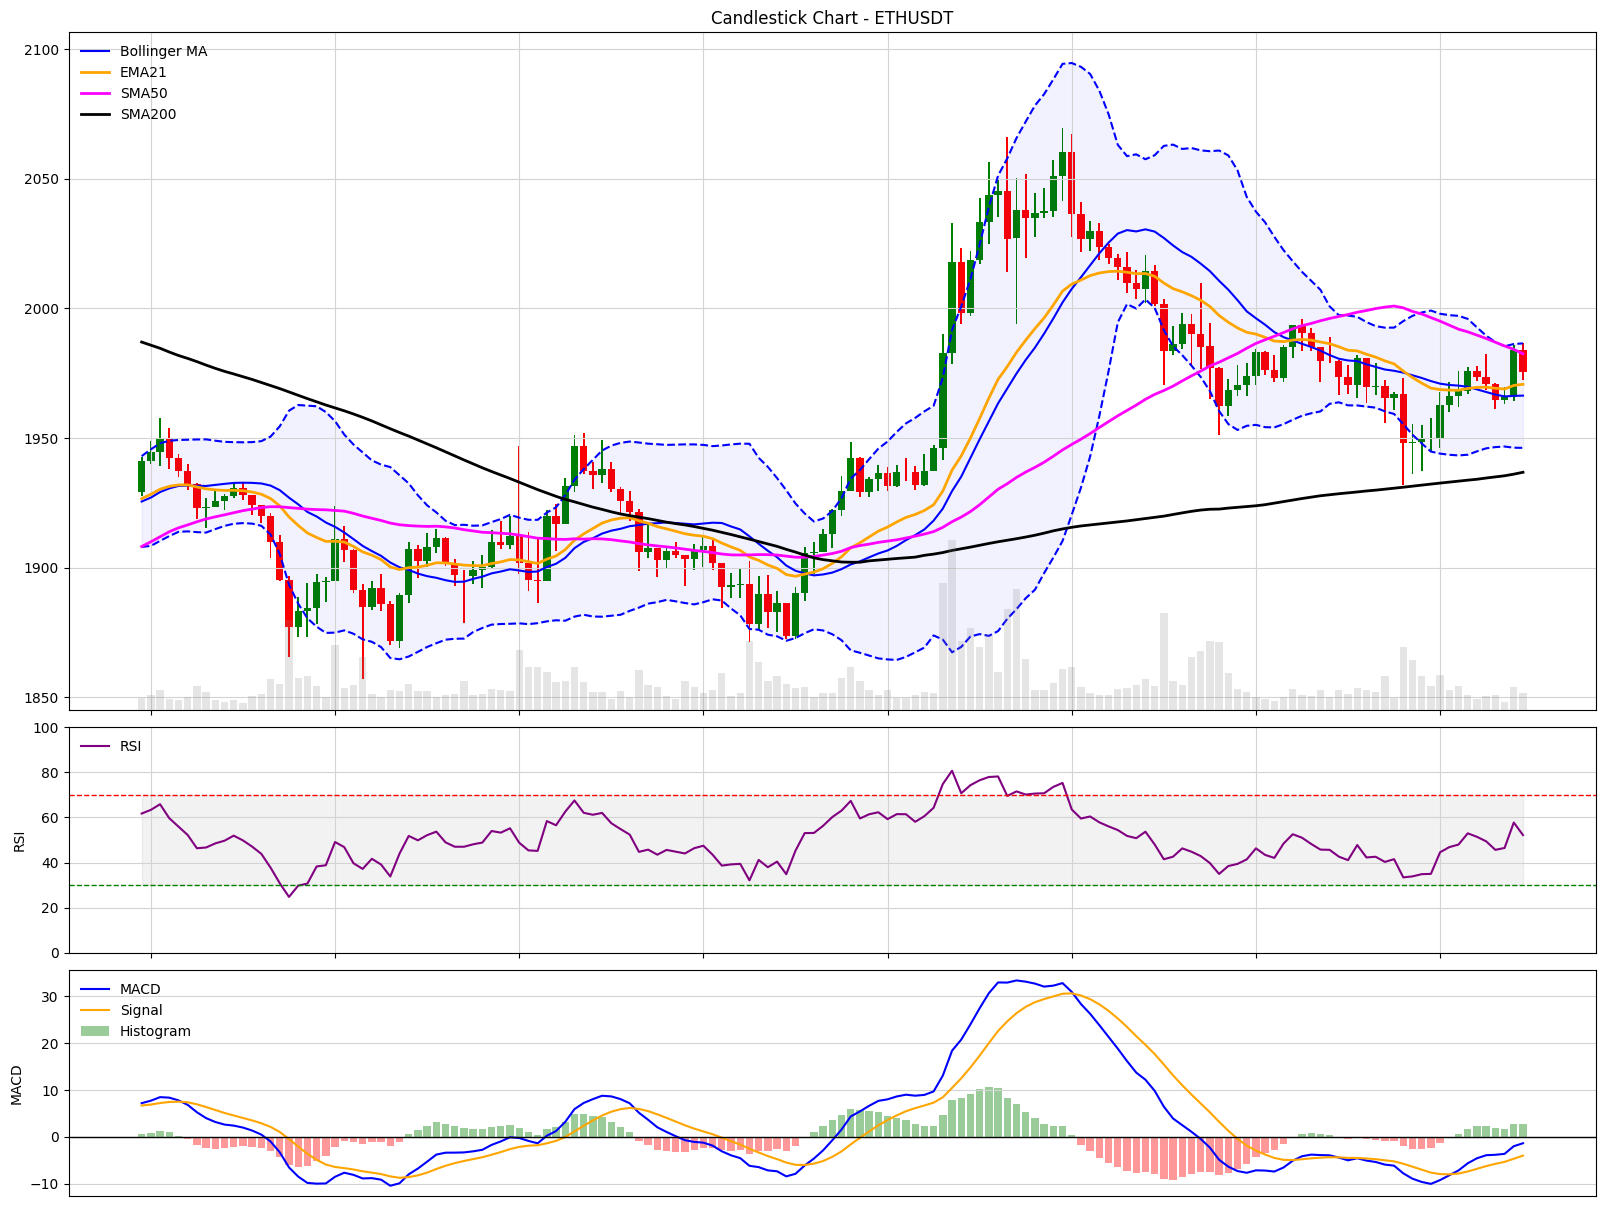 Candlestick Chart - ETHUSDT
Bollinger MA
EMA21
SMA50
SMA200
2100
2050
2000
1950
1900
1850
RSI
RSI
100
80
60
40
20
0
MACD
Signal
Histogram
MACD
30
20
10
0
−10